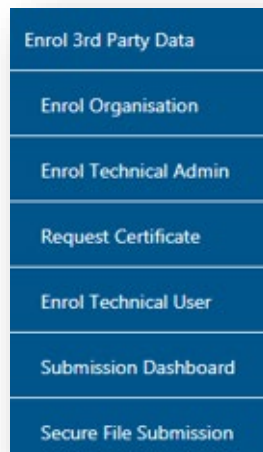 Enrol 3rd Party Data
Enrol Organisation
Enrol Technical Admin
Request Certificate
Enrol Technical User
Submission Dashboard
Secure File Submission